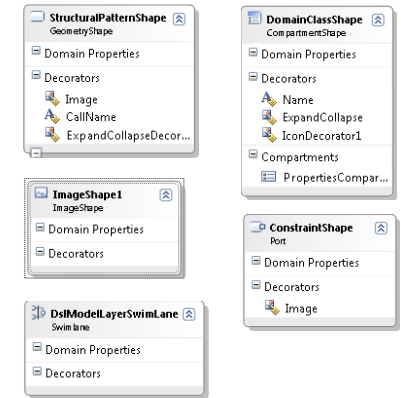 StructuralPatternShape
GeometryShape
Domain Properties
Decorators
Image
CallName
ExpandCollapseDecor...
DomainClassShape
CompartmentShape
Domain Properties
Decorators
Name
ExpandCollapse
IconDecorator1
Compartments
PropertiesCompar...
ImageShape1
ImageShape
Domain Properties
Decorators
ConstraintShape
Port
Domain Properties
Decorators
Image
DslModelLayerSwimLane
Swimlane
Domain Properties
Decorators